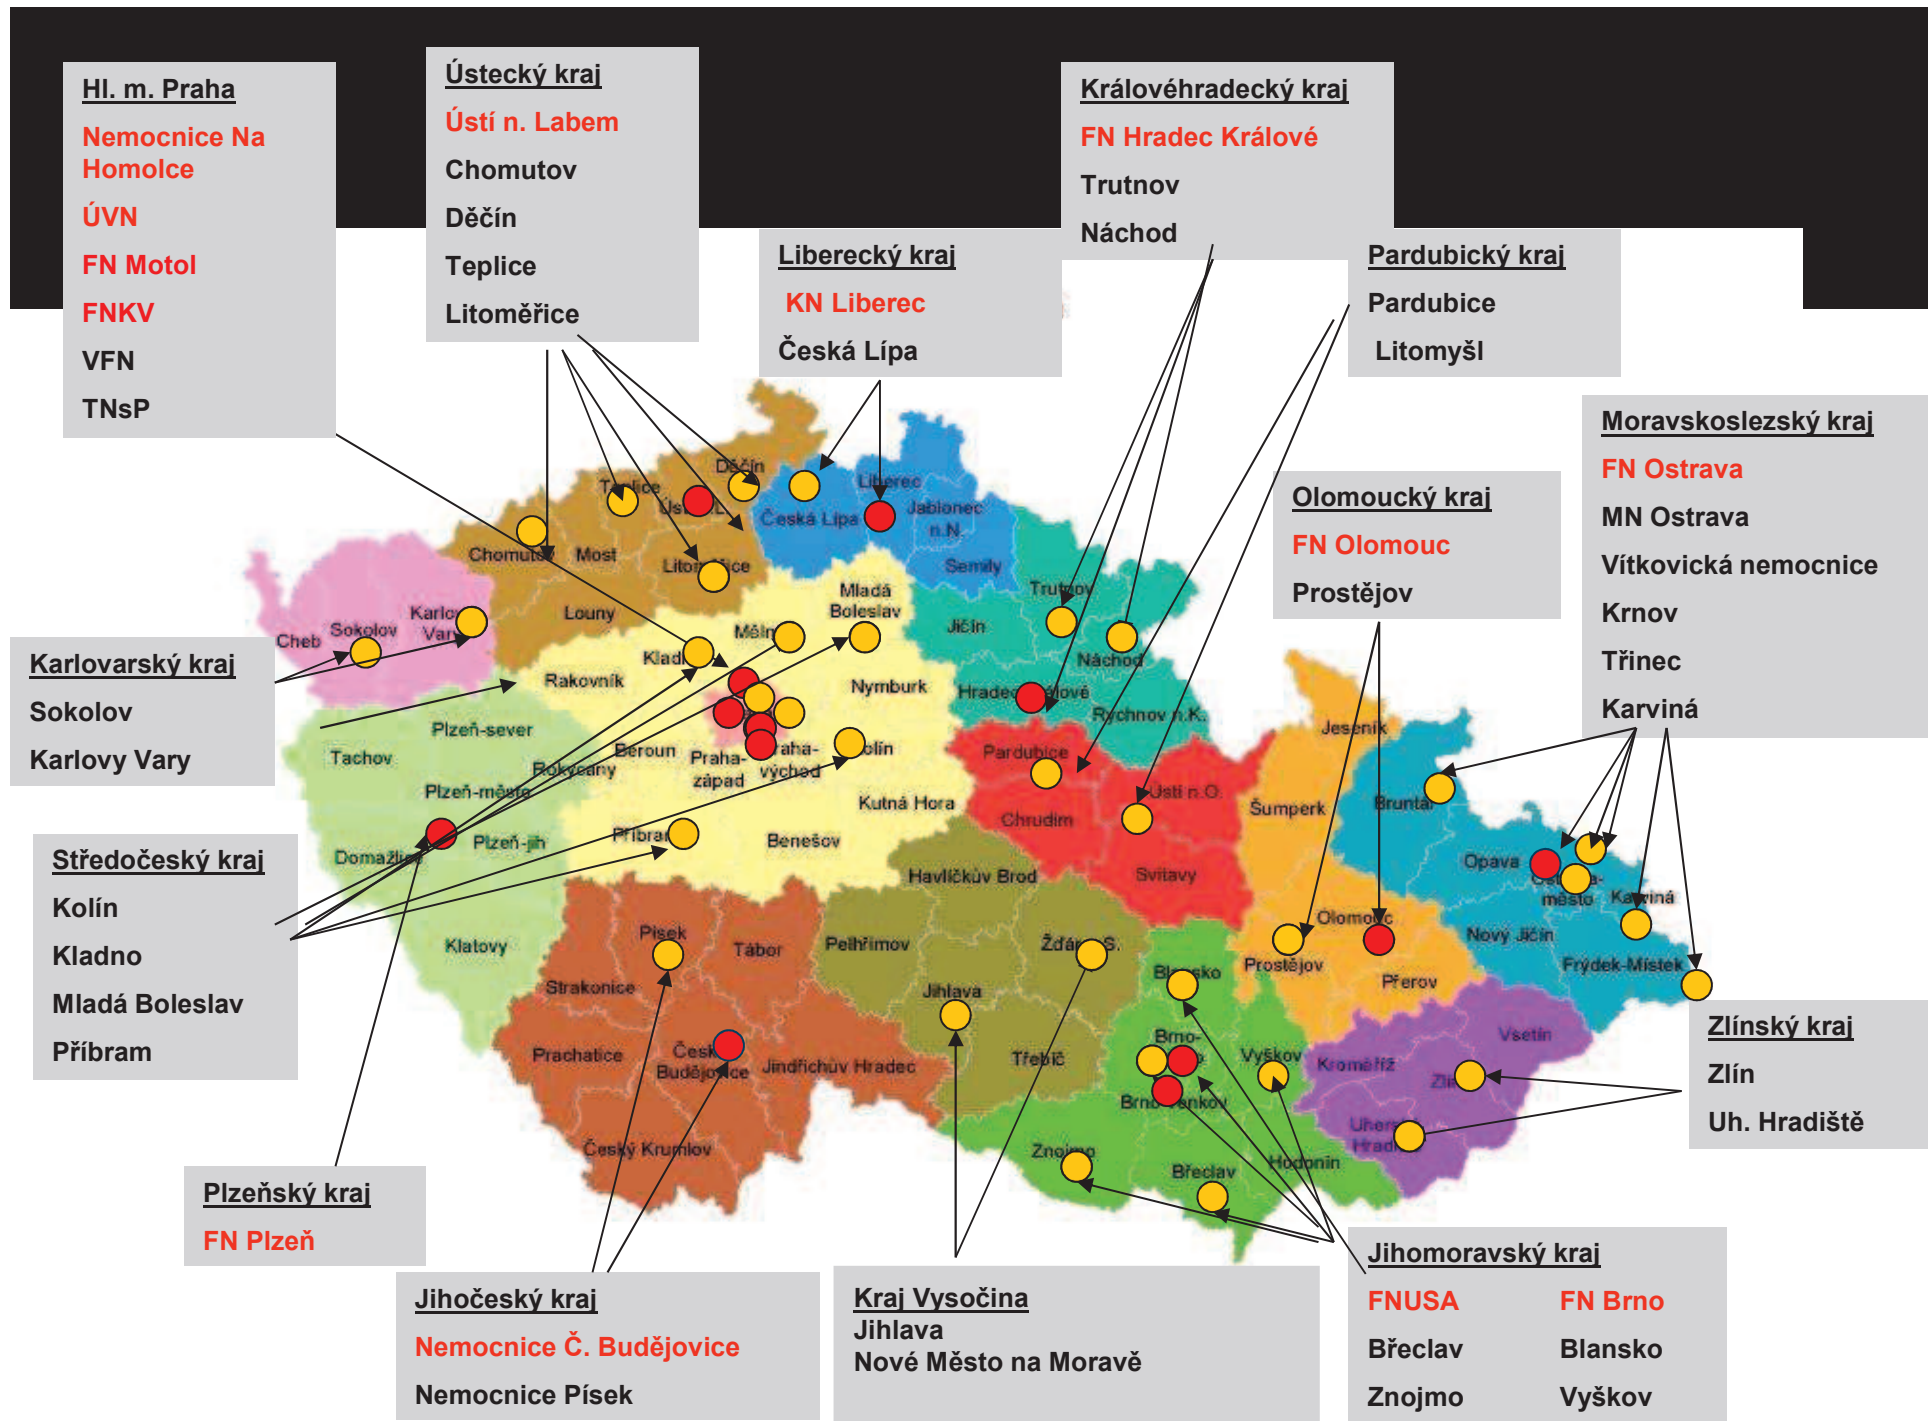 Hl. m. Praha
Nemocnice Na
Homolce
ÚVN
FN Motol
FNKV
VFN
TNsP
Ústecký kraj
Ústí n. Labem
Chomutov
Děčín
Teplice
Litoměřice
Liberecký kraj
KN Liberec
Česká Lípa
Královéhradecký kraj
FN Hradec Králové
Trutnov
Náchod
Pardubický kraj
Pardubice
Litomyšl
Moravskoslezský kraj
FN Ostrava
MN Ostrava
Vítkovická nemocnice
Krnov
Třinec
Karviná
Olomoucký kraj
FN Olomouc
Prostějov
Karlovarský kraj
Sokolov
Karlovy Vary
Středočeský kraj
Kolín
Kladno
Mladá Boleslav
Příbram
Plzeňský kraj
FN Plzeň
Jihočeský kraj
Nemocnice Č. Budějovice
Nemocnice Písek
Kraj Vysočina
Jihlava
Nové Město na Moravě
Jihomoravský kraj
FNUSA FN Brno
Břeclav Blansko
Znojmo Vyškov
Zlínský kraj
Zlín
Uh. Hradiště
Děčín
Liberec
Česká Lípa
Jablonec
n.N.
Semily
Most
Louny
Cheb
Sokolov
Mladá
Boleslav
Rakovník
Nymburk
Jičín
Trutnov
Náchod
Rychnov n.K.
Plzeň-sever
Tachov
Beroun
Rokycany
Praha-
západ
východ
Plzeň-město
Plzeň-jih
Kutná Hora
Benešov
Pardubice
Chrudim
Ústí n.O.
Svitavy
Jeseník
Šumperk
Bruntál
Opava
město
Karviná
Nový Jičín
Frýdek-Místek
Olomouc
Prostějov
Přerov
Havlíčkův Brod
Pelhřimov
Jihlava
Třebíč
Klatovy
Písek
Tábor
Strakonice
Prachatice
Budějovice
Jindřichův Hradec
Český Krumlov
Blansko
Brno-
Vyškov
Znojmo
Břeclav
Hodonín
Kroměříž
Vsetín